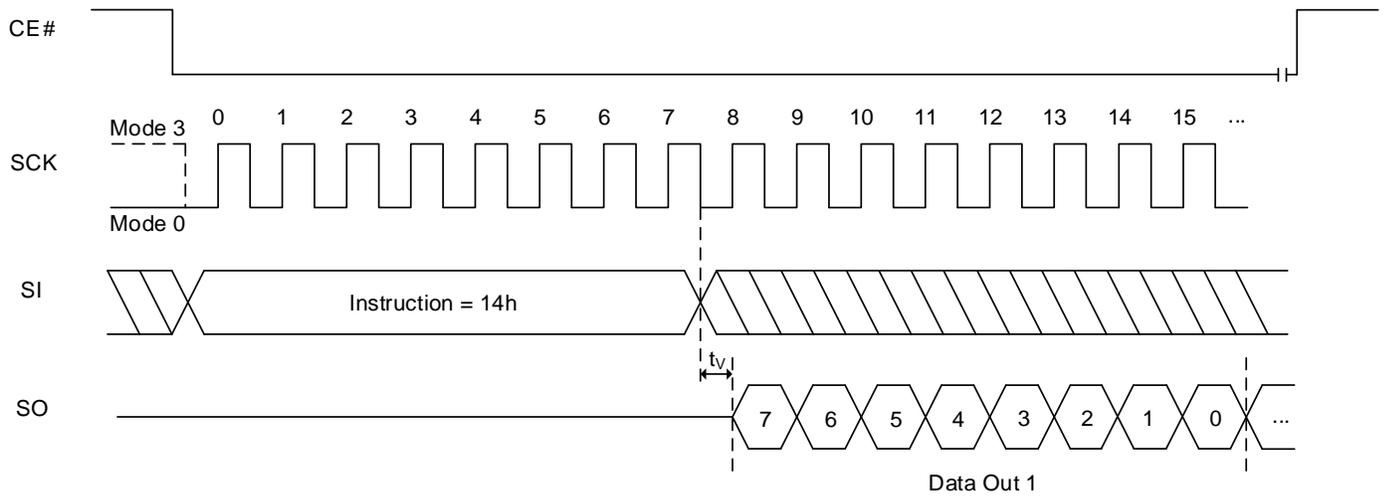 CE#
Mode 3
0 1 2 3 4 5 6 7 8 9 10 11 12 13 14 15 ...
SCK
Mode 0
SI
Instruction = 14h
tV
SO
7 6 5 4 3 2 1 0 ...
Data Out 1